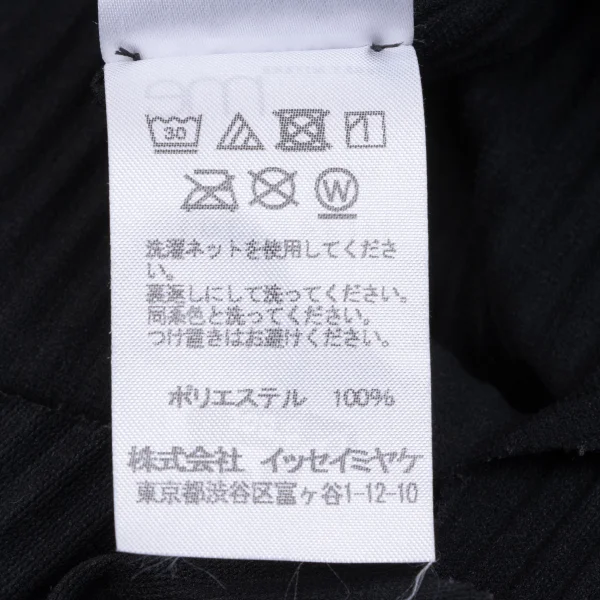 30
W
洗濯ネットを使用してくださ
い。
裏返しにして洗ってください。
同系色と洗ってください。
つけ置きはお避けください。
ポリエステル 100%
株式会社 イッセイミヤケ
東京都渋谷区富ヶ谷1-12-10